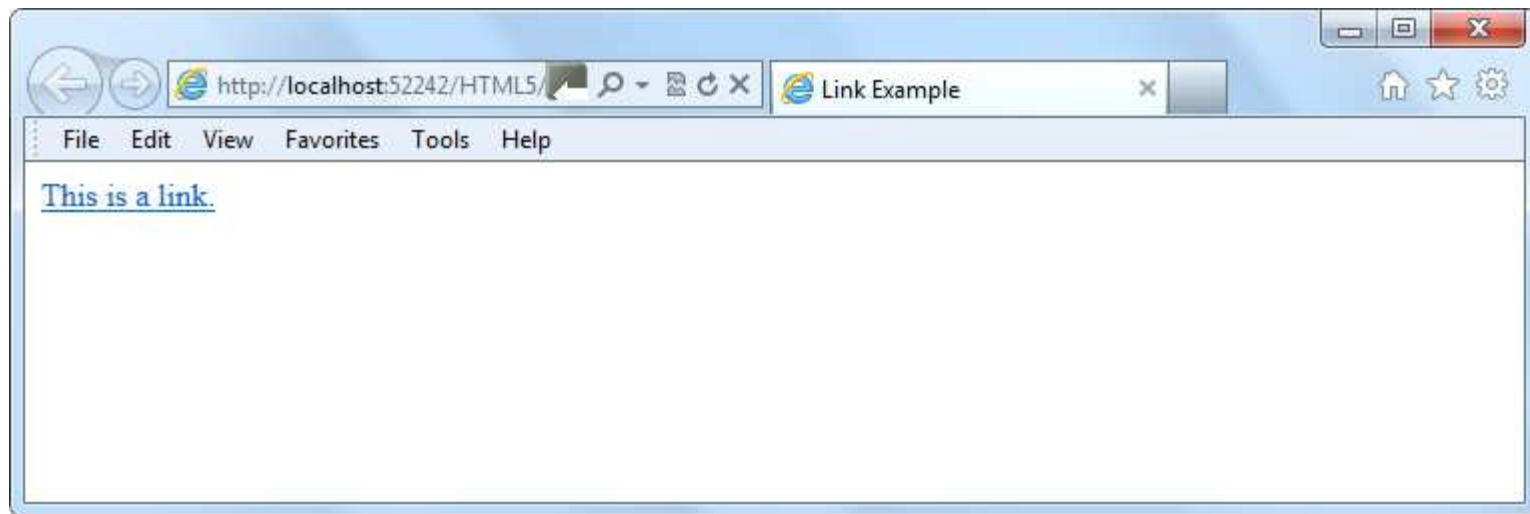 http://localhost:52242/HTML5/
Link Example
File Edit View Favorites Tools Help
This is a link.